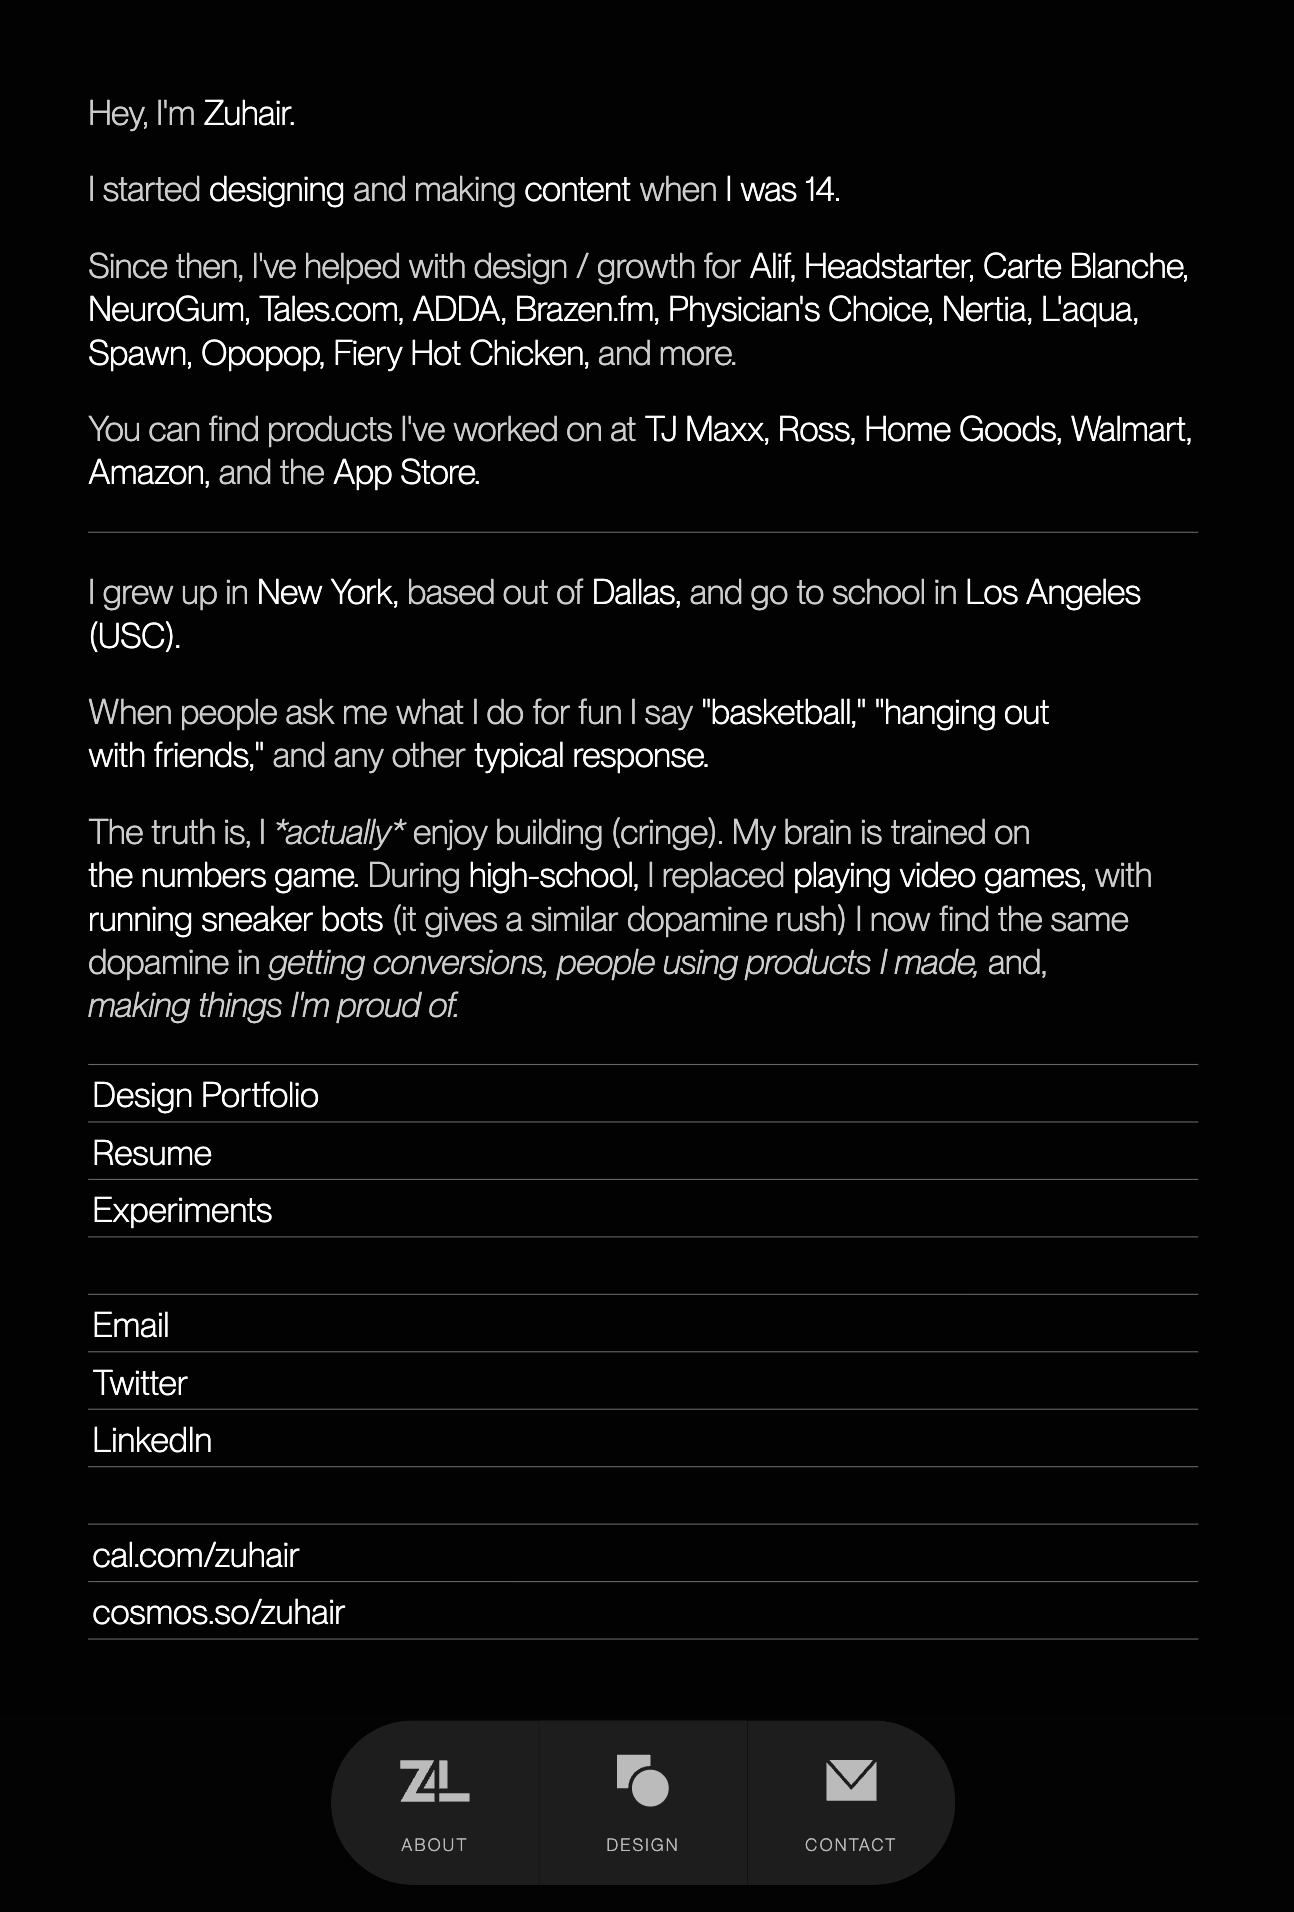 Hey, I'm Zuhair.
I started designing and making content when I was 14.
Since then, I've helped with design / growth for Alif, Headstarter, Carte Blanche,
NeuroGum, Tales.com, ADDA, Brazen.fm, Physician's Choice, Nertia, L'aqua,
Spawn, Opopop, Fiery Hot Chicken, and more.
You can find products I've worked on at TJ Maxx, Ross, Home Goods, Walmart,
Amazon, and the App Store.
I grew up in New York, based out of Dallas, and go to school in Los Angeles
(USC).
When people ask me what I do for fun I say "basketball," "hanging out
with friends," and any other typical response.
The truth is, I *actually* enjoy building (cringe). My brain is trained on
the numbers game. During high-school, I replaced playing video games, with
running sneaker bots (it gives a similar dopamine rush) I now find the same
dopamine in getting conversions, people using products I made, and,
making things I'm proud of.
Design Portfolio
Resume
Experiments
Email
Twitter
LinkedIn
cal.com/zuhair
cosmos.so/zuhair
ABOUT DESIGN CONTACT